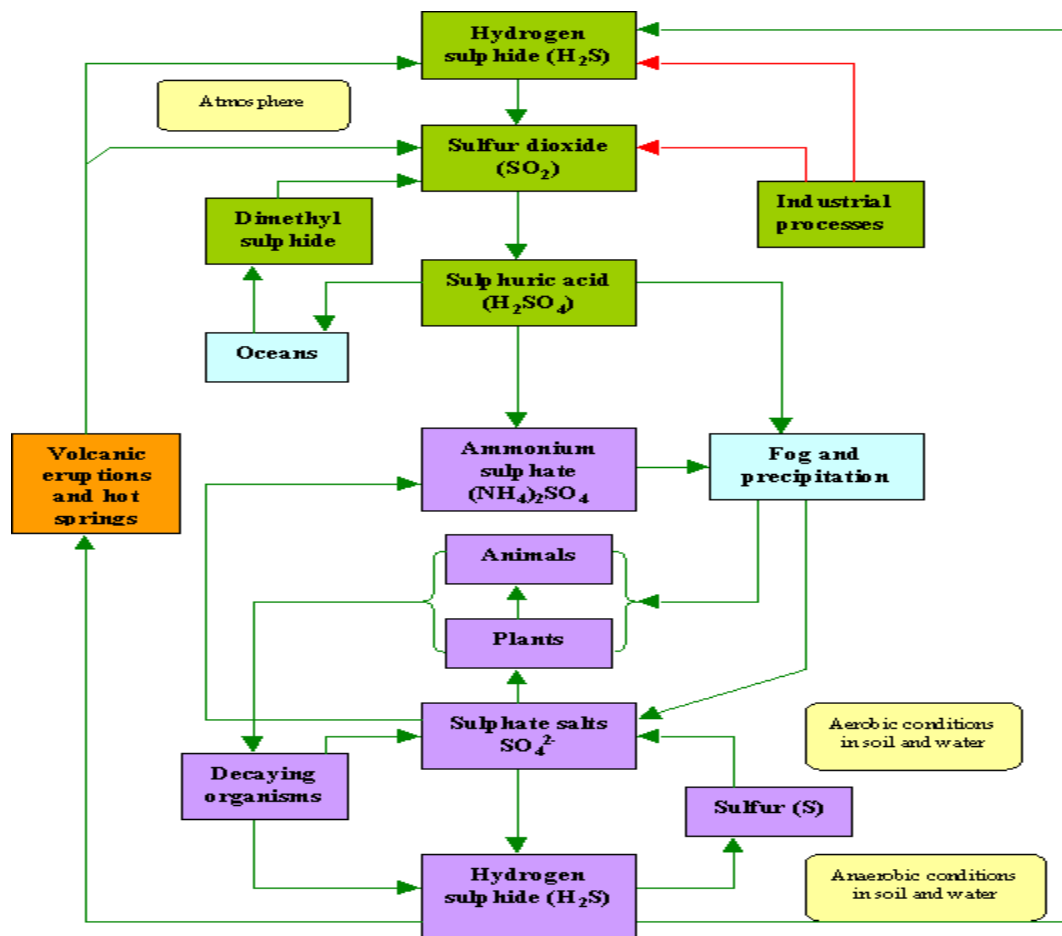 Hydrogen
sulphide (H₂S)
Atmosphere
Sulfur dioxide
(SO₂)
Industrial
processes
Dimethyl
sulphide
Sulphuric acid
(H₂SO₄)
Oceans
Volcanic
eruptions
and hot
springs
Ammonium
sulphate
(NH₄)₂SO₄
Fog and
precipitation
Animals
Plants
Sulphate salts
SO₄²⁻
Aerobic conditions
in soil and water
Decaying
organisms
Sulfur (S)
Hydrogen
sulphide (H₂S)
Anaerobic conditions
in soil and water